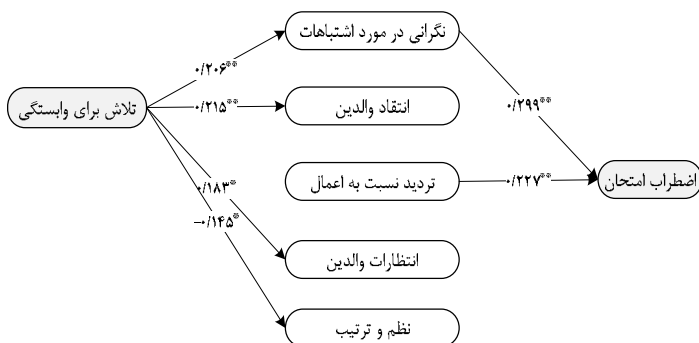 نگرانی در مورد اشتباهات
۰/۲۰۶**
۰/۲۹۹**
تلاش برای وابستگی
۰/۲۱۵**
انتقاد والدین
تردید نسبت به اعمال
۰/۲۲۷**
اضطراب امتحان
۰/۱۸۳*
-۰/۱۴۵*
انتظارات والدین
نظم و ترتیب